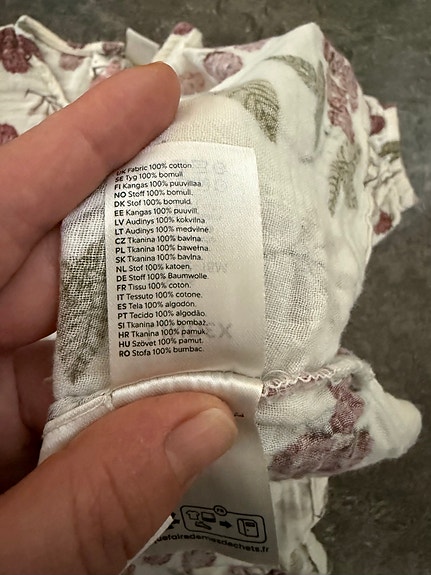 UK Fabric 100% cotton.
SE Tyg 100% bomull.
FI Kangas 100% puuvillaa.
NO Stoff 100% bomull.
DK Stof 100% bomuld.
EE Kangas 100% puuvill.
LV Audinys 100% kokvilna.
LT Audinys 100% medvilnė.
CZ Tkanina 100% bavlna.
PL Tkanina 100% bawełna.
SK Tkanina 100% bavlna.
NL Stof 100% katoen.
DE Stoff 100% Baumwolle.
FR Tissu 100% coton.
IT Tessuto 100% cotone.
ES Tela 100% algodón.
PT Tecido 100% algodão.
SI Tkanina 100% bombaž.
HR Tkanina 100% pamuk.
HU Szövet 100% pamut.
RO Stofa 100% bumbac.
FR
quefairedemesdechets.fr